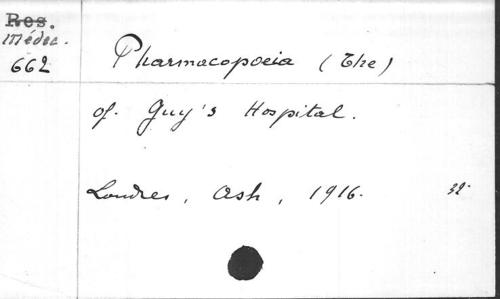 Res.
Médec.
662
Pharmacopoeia (The)
of. Guy's Hospital.
Londres, Ash, 1916.
32.